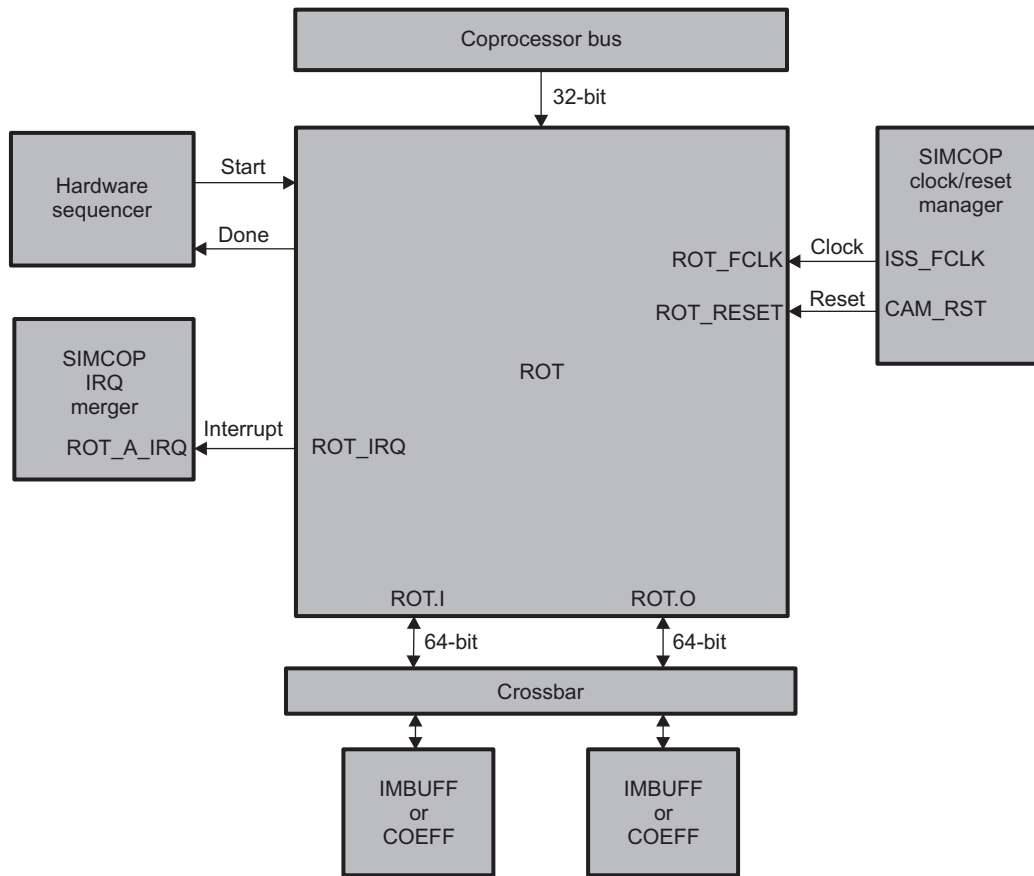 Coprocessor bus
32-bit
Hardware
sequencer
Start
Done
SIMCOP
clock/reset
manager
ROT_FCLK
Clock
ISS_FCLK
ROT_RESET
Reset
CAM_RST
SIMCOP
IRQ
merger
ROT_A_IRQ
Interrupt
ROT_IRQ
ROT
ROT.I
ROT.O
64-bit
64-bit
Crossbar
IMBUFF
or
COEFF
IMBUFF
or
COEFF